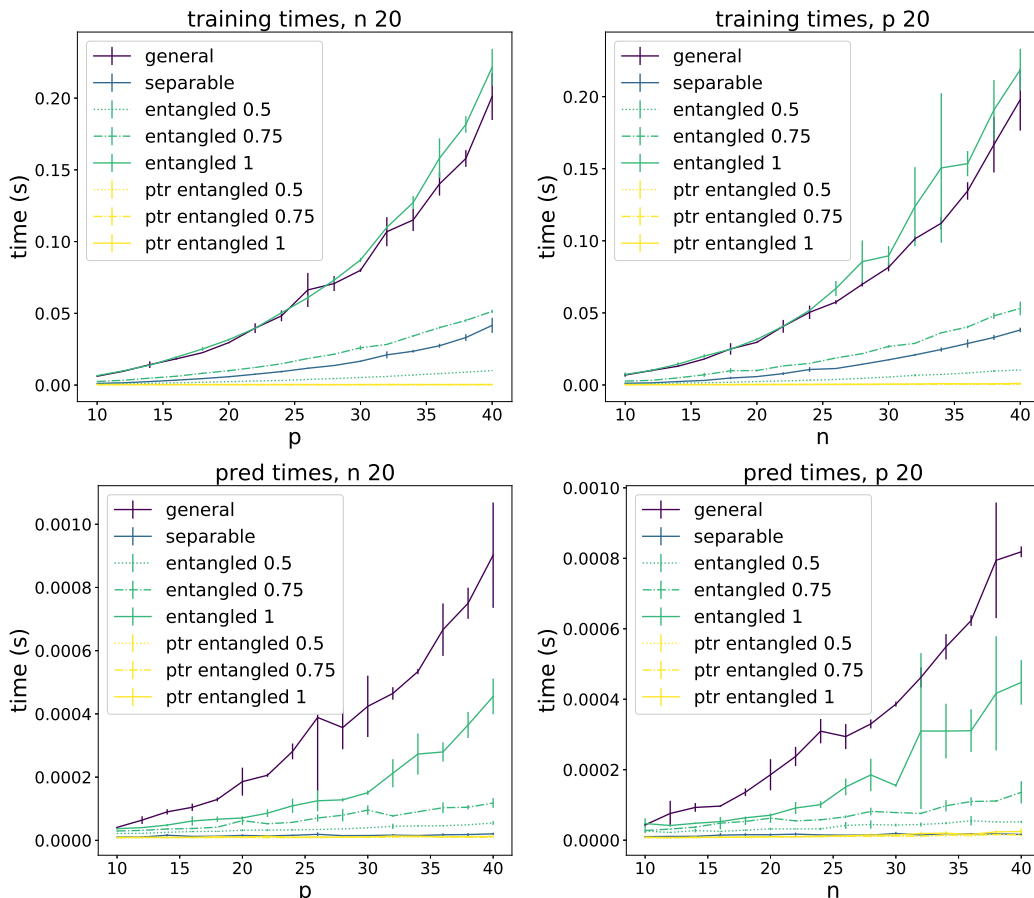 training times, n 20
time (s)
0.20
0.15
0.10
0.05
0.00
general
separable
entangled 0.5
entangled 0.75
entangled 1
ptr entangled 0.5
ptr entangled 0.75
ptr entangled 1
10 15 20 25 30 35 40
p
training times, p 20
time (s)
0.20
0.15
0.10
0.05
0.00
general
separable
entangled 0.5
entangled 0.75
entangled 1
ptr entangled 0.5
ptr entangled 0.75
ptr entangled 1
10 15 20 25 30 35 40
n
pred times, n 20
time (s)
0.0010
0.0008
0.0006
0.0004
0.0002
0.0000
general
separable
entangled 0.5
entangled 0.75
entangled 1
ptr entangled 0.5
ptr entangled 0.75
ptr entangled 1
10 15 20 25 30 35 40
p
pred times, p 20
time (s)
0.0010
0.0008
0.0006
0.0004
0.0002
0.0000
general
separable
entangled 0.5
entangled 0.75
entangled 1
ptr entangled 0.5
ptr entangled 0.75
ptr entangled 1
10 15 20 25 30 35 40
n